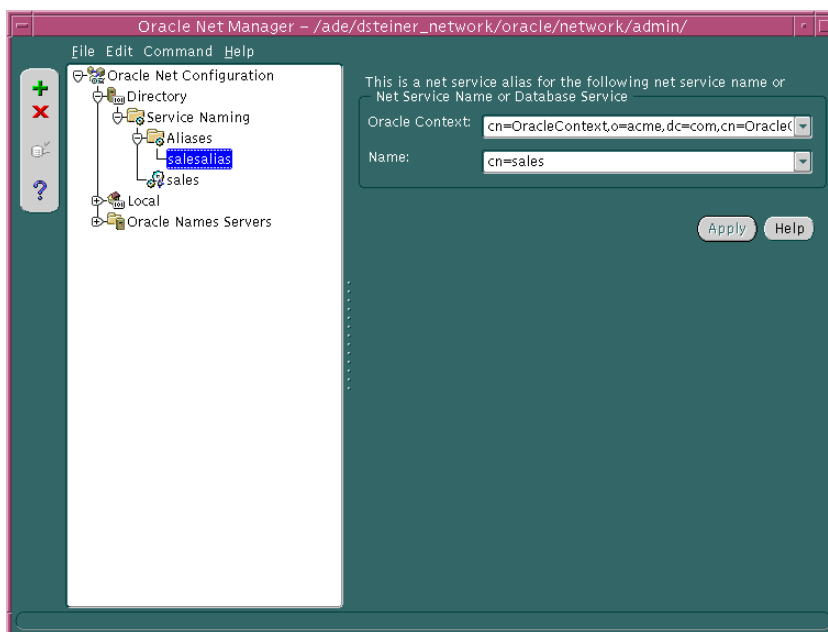 Oracle Net Manager – /ade/dsteiner_network/oracle/network/admin/
File Edit Command Help
Oracle Net Configuration
Directory
Service Naming
Aliases
salesalias
sales
Local
Oracle Names Servers
This is a net service alias for the following net service name or
Net Service Name or Database Service
Oracle Context: cn=OracleContext,o=acme,dc=com,cn=Oracle(
Name: cn=sales
Apply Help